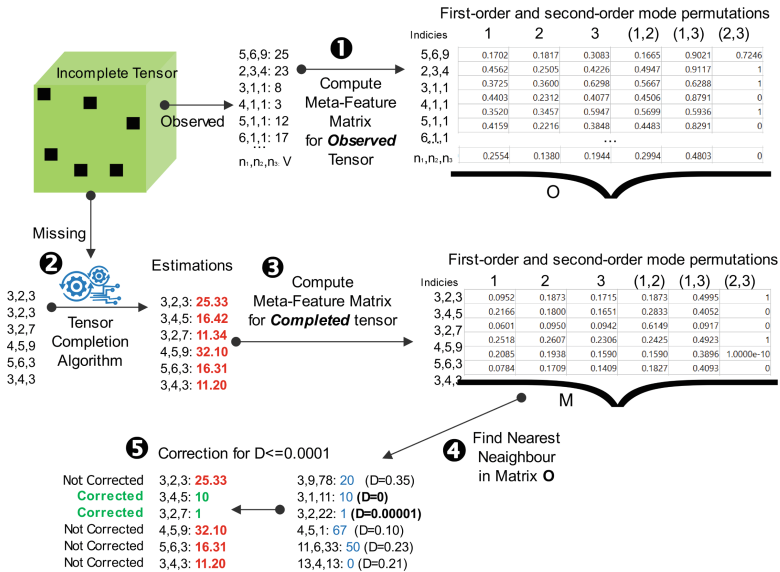 First-order and second-order mode permutations
Indicies 1 2 3 (1,2) (1,3) (2,3)
Incomplete Tensor
Observed
5,6,9: 25
2,3,4: 23
3,1,1: 8
4,1,1: 3
5,1,1: 12
6,1,1: 17
...
n₁,n₂,n₃: V
1
Compute
Meta-Feature
Matrix
for Observed
Tensor
5,6,9 0.1702 0.1817 0.3083 0.1665 0.9021 0.7246
2,3,4 0.4562 0.2505 0.4226 0.4947 0.9117 1
3,1,1 0.3725 0.3600 0.6298 0.5667 0.6288 1
4,1,1 0.4403 0.2312 0.4077 0.4506 0.8791 0
5,1,1 0.3520 0.3457 0.5947 0.5699 0.5936 1
6,1,1 0.4159 0.2216 0.3848 0.4483 0.8291 0
... ...
n₁,n₂,n₃ 0.2554 0.1380 0.1944 0.2994 0.4803 0
O
Missing
2
3,2,3
3,2,3
3,2,7
4,5,9
5,6,3
3,4,3
Tensor
Completion
Algorithm
Estimations
3,2,3: 25.33
3,4,5: 16.42
3,2,7: 11.34
4,5,9: 32.10
5,6,3: 16.31
3,4,3: 11.20
3
Compute
Meta-Feature Matrix
for Completed tensor
First-order and second-order mode permutations
Indicies 1 2 3 (1,2) (1,3) (2,3)
3,2,3 0.0952 0.1873 0.1715 0.1873 0.4995 1
3,4,5 0.2166 0.1800 0.1651 0.2833 0.4052 0
3,2,7 0.0601 0.0950 0.0942 0.6149 0.0917 0
4,5,9 0.2518 0.2607 0.2306 0.2425 0.4923 1
5,6,3 0.2085 0.1938 0.1590 0.1590 0.3896 1.0000e-10
3,4,3 0.0784 0.1709 0.1409 0.1827 0.4093 0
M
4
Find Nearest
Neaighbour
in Matrix O
5
Correction for D<=0.0001
Not Corrected 3,2,3: 25.33 3,9,78: 20 (D=0.35)
Corrected 3,4,5: 10 3,1,11: 10 (D=0)
Corrected 3,2,7: 1 3,2,22: 1 (D=0.00001)
Not Corrected 4,5,9: 32.10 4,5,1: 67 (D=0.10)
Not Corrected 5,6,3: 16.31 11,6,33: 50 (D=0.23)
Not Corrected 3,4,3: 11.20 13,4,13: 0 (D=0.21)